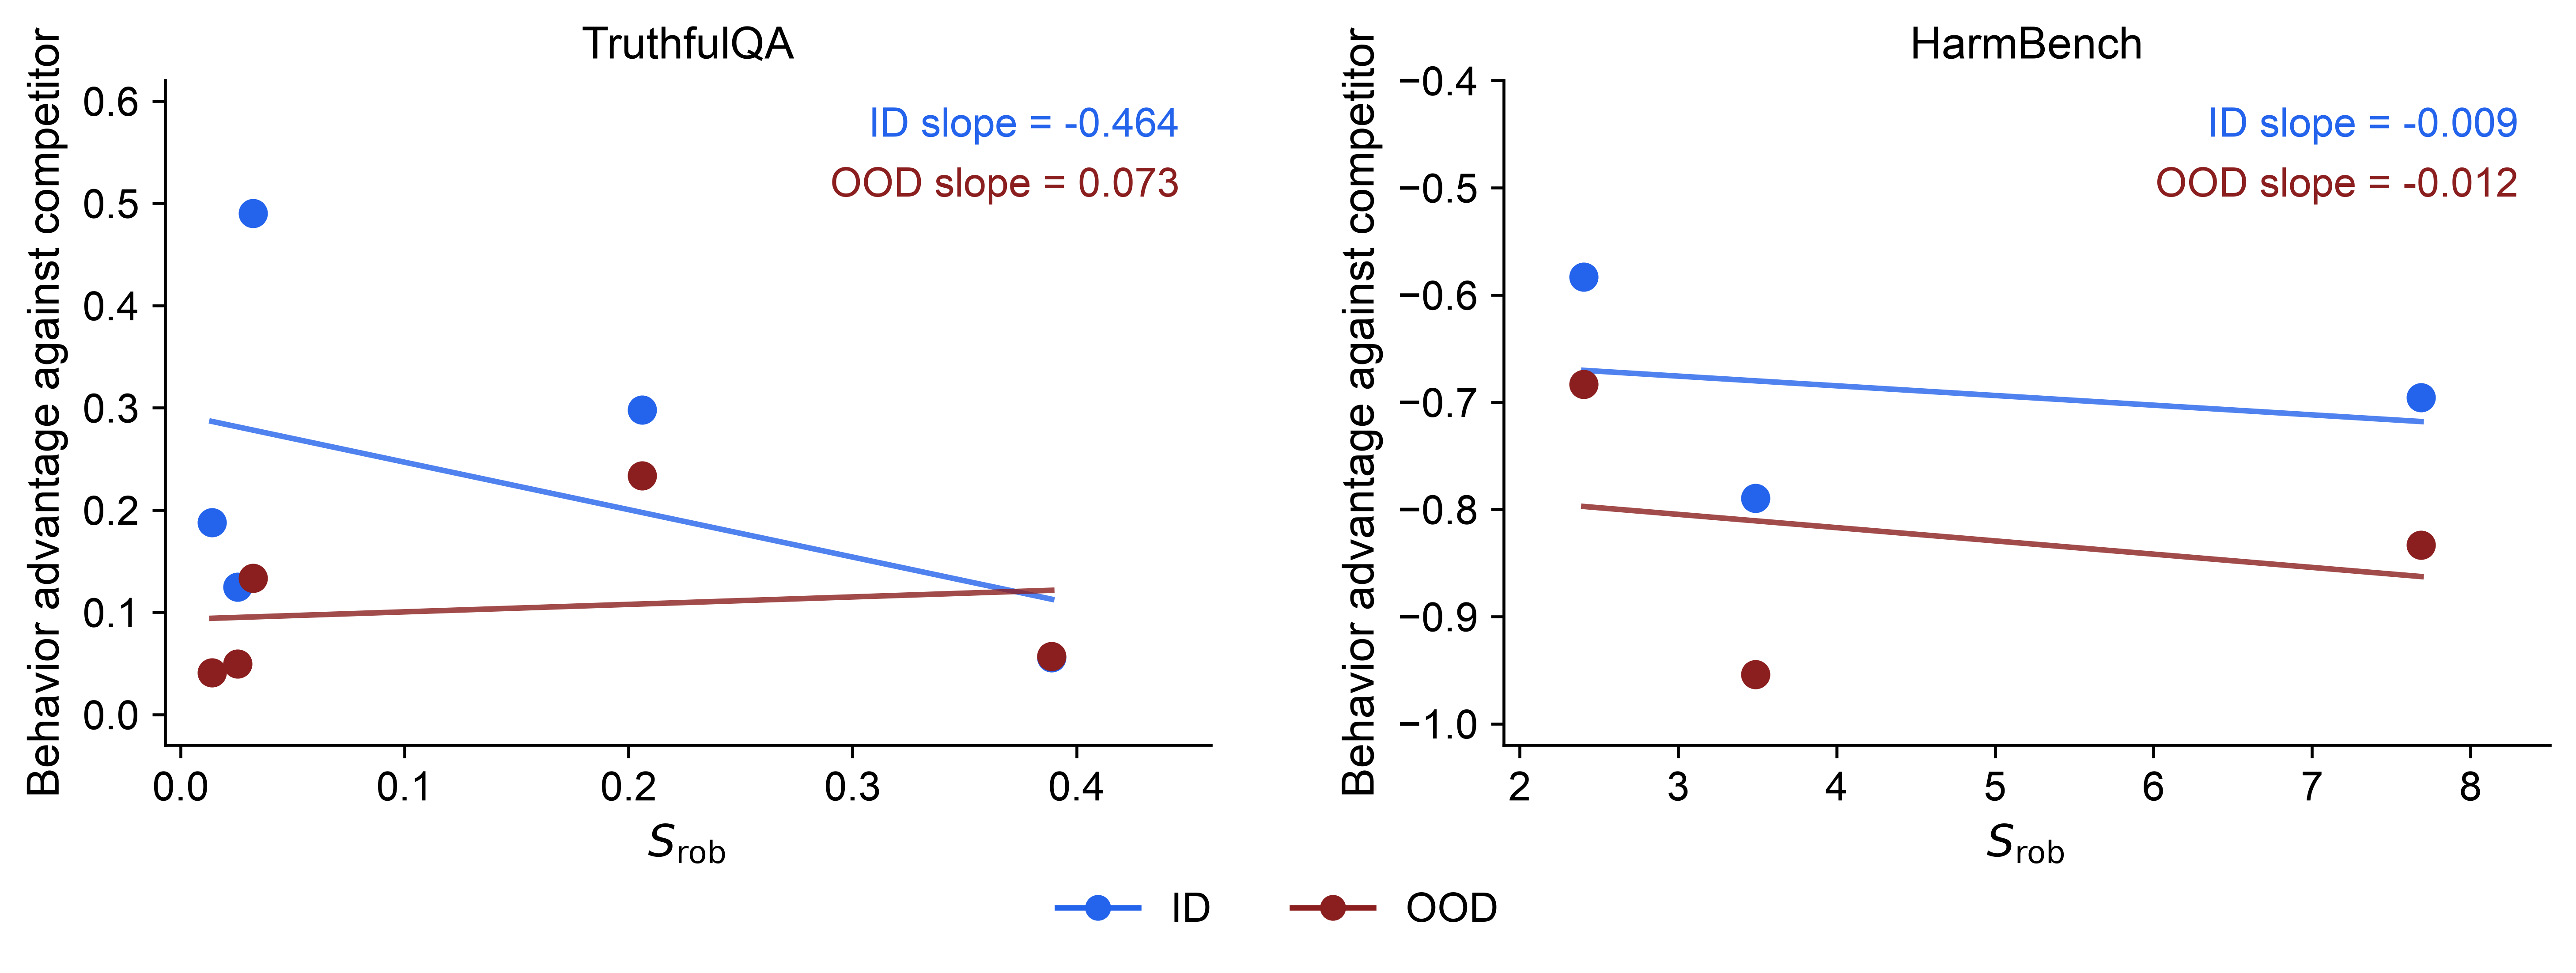 TruthfulQA
Behavior advantage against competitor
0.6
0.5
0.4
0.3
0.2
0.1
0.0
ID slope = -0.464
OOD slope = 0.073
0.0 0.1 0.2 0.3 0.4
S_rob
HarmBench
Behavior advantage against competitor
−0.4
−0.5
−0.6
−0.7
−0.8
−0.9
−1.0
ID slope = -0.009
OOD slope = -0.012
2 3 4 5 6 7 8
S_rob
ID OOD